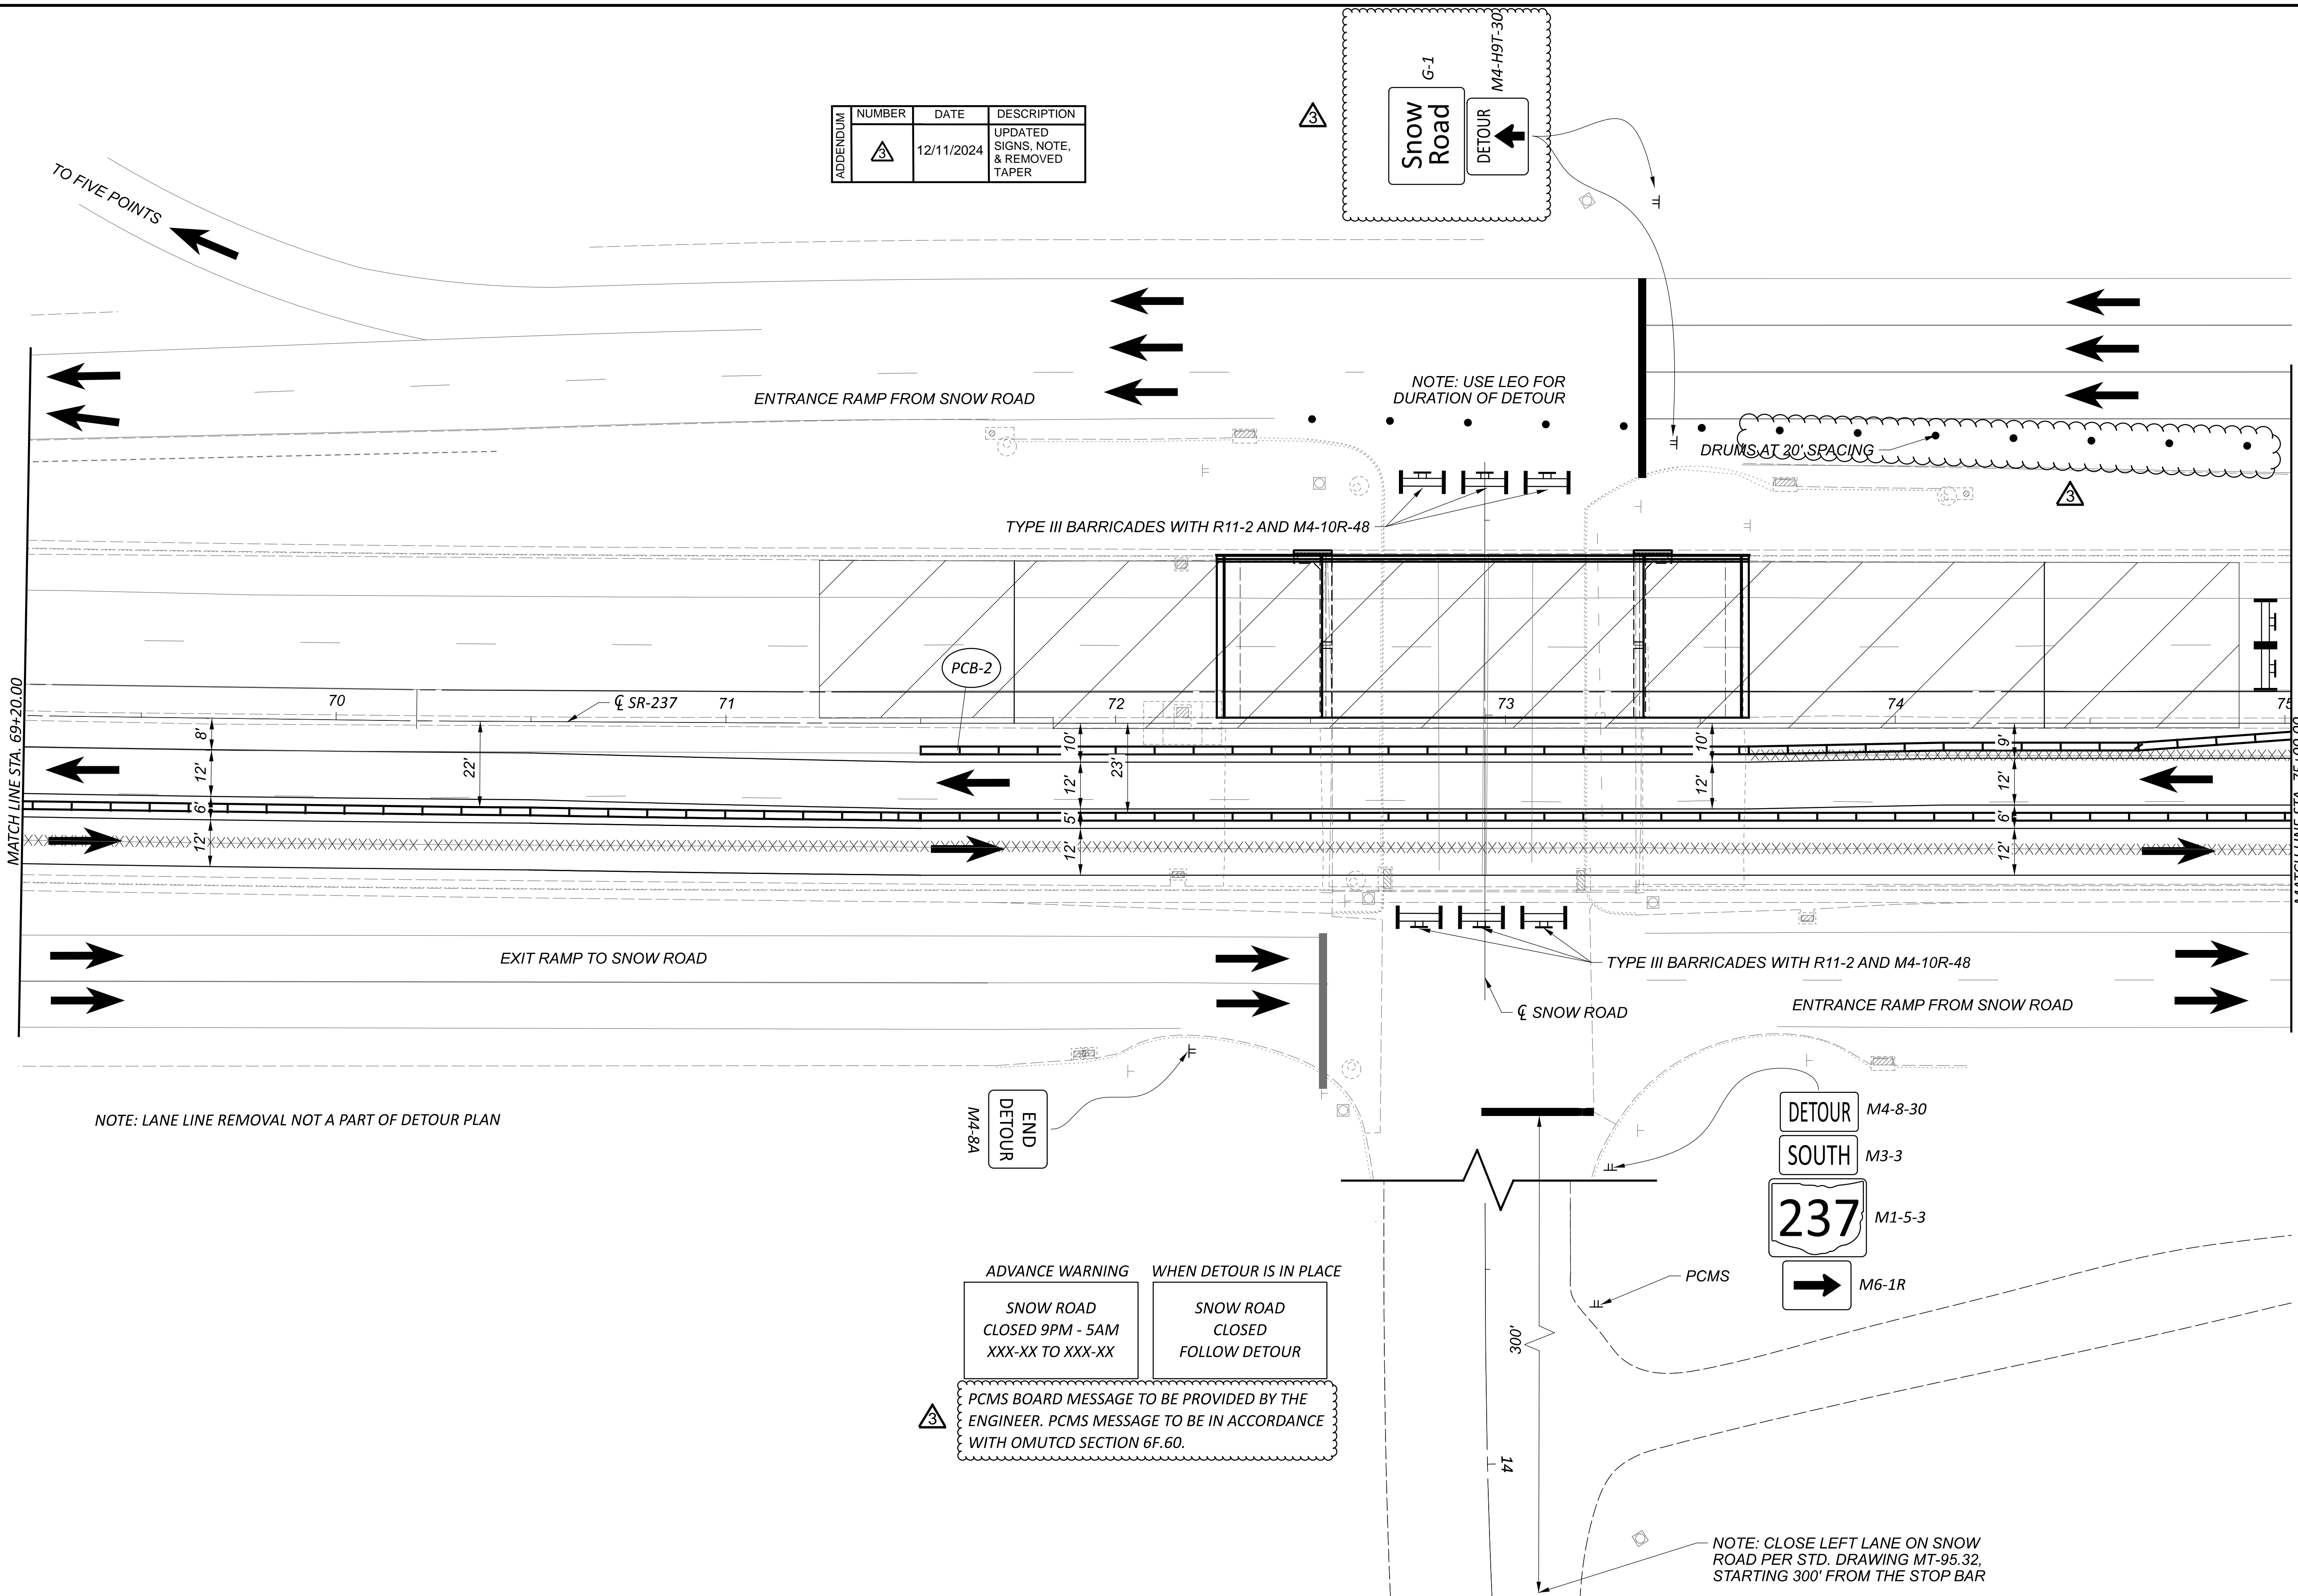 ADDENDUM
NUMBER
DATE
DESCRIPTION
3
12/11/2024
UPDATED
SIGNS, NOTE,
& REMOVED
TAPER
3
Snow
Road
G-1
DETOUR
M4-H9T-30
TO FIVE POINTS
ENTRANCE RAMP FROM SNOW ROAD
NOTE: USE LEO FOR
DURATION OF DETOUR
DRUMS AT 20' SPACING
3
TYPE III BARRICADES WITH R11-2 AND M4-10R-48
PCB-2
MATCH LINE STA. 69+20.00
70
℄ SR-237
71
72
73
74
75
MATCH LINE STA. 75+00.00
8'
12'
6'
12'
22'
10'
12'
5'
12'
23'
10'
12'
9'
12'
6'
12'
EXIT RAMP TO SNOW ROAD
TYPE III BARRICADES WITH R11-2 AND M4-10R-48
℄ SNOW ROAD
ENTRANCE RAMP FROM SNOW ROAD
NOTE: LANE LINE REMOVAL NOT A PART OF DETOUR PLAN
END
DETOUR
M4-8A
DETOUR
M4-8-30
SOUTH
M3-3
237
M1-5-3
M6-1R
PCMS
300'
14
ADVANCE WARNING
SNOW ROAD
CLOSED 9PM - 5AM
XXX-XX TO XXX-XX
WHEN DETOUR IS IN PLACE
SNOW ROAD
CLOSED
FOLLOW DETOUR
3
PCMS BOARD MESSAGE TO BE PROVIDED BY THE
ENGINEER. PCMS MESSAGE TO BE IN ACCORDANCE
WITH OMUTCD SECTION 6F.60.
NOTE: CLOSE LEFT LANE ON SNOW
ROAD PER STD. DRAWING MT-95.32,
STARTING 300' FROM THE STOP BAR